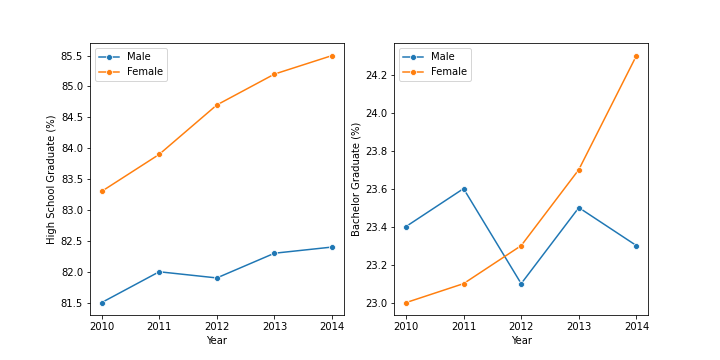 High School Graduate (%)
85.5
85.0
84.5
84.0
83.5
83.0
82.5
82.0
81.5
Male
Female
2010 2011 2012 2013 2014
Year
Bachelor Graduate (%)
24.2
24.0
23.8
23.6
23.4
23.2
23.0
Male
Female
2010 2011 2012 2013 2014
Year